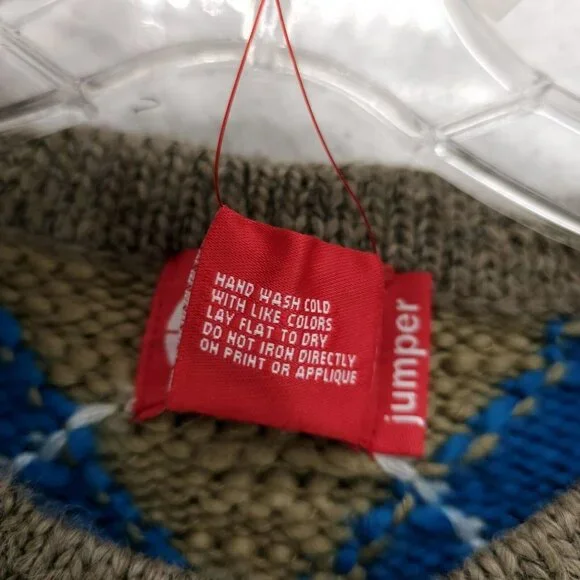 HAND WASH COLD
WITH LIKE COLORS
LAY FLAT TO DRY
DO NOT IRON DIRECTLY
ON PRINT OR APPLIQUE
jumper